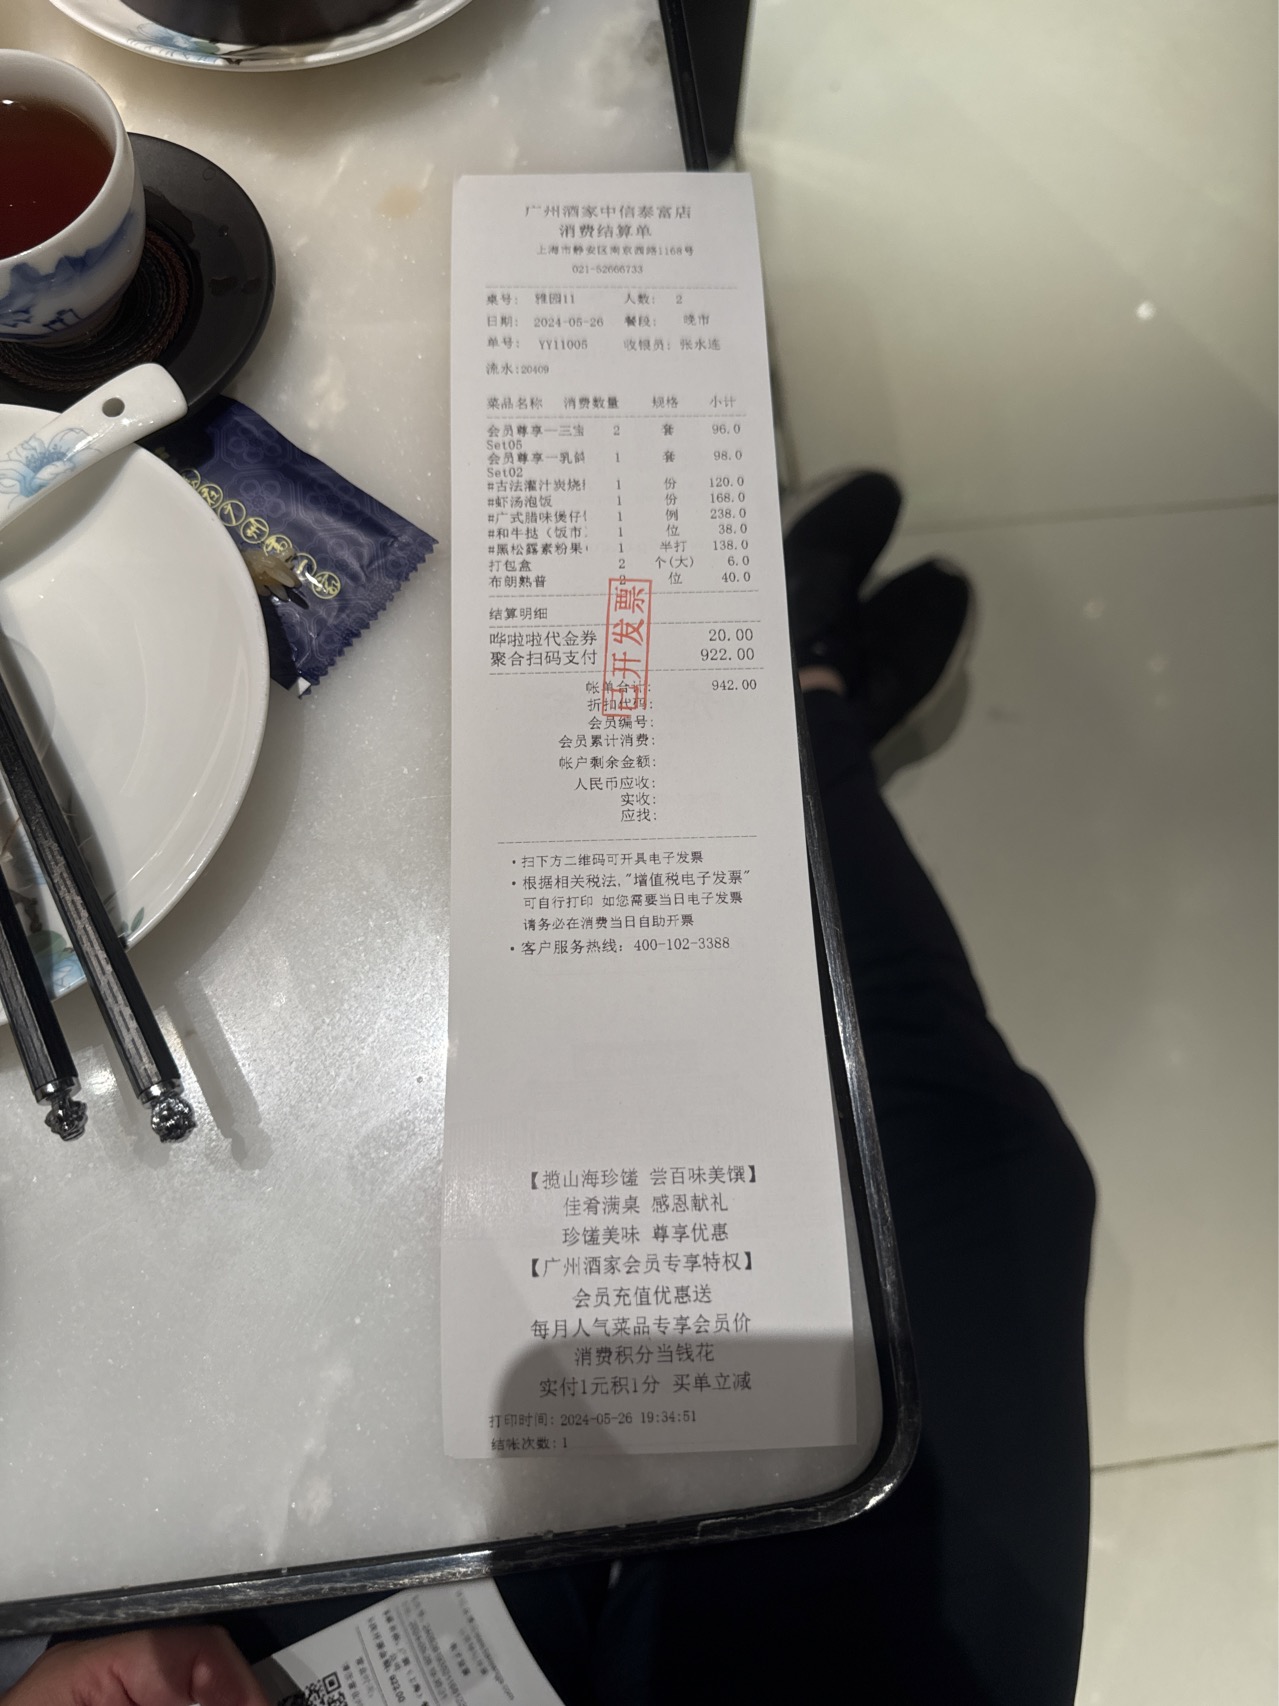 广州酒家中信泰富店
消费结算单
上海市静安区南京西路1168号
021-52666733
桌号: 雅园11 人数: 2
日期: 2024-05-26 餐段: 晚市
单号: YY11005 收银员: 张水连
流水:20409
菜品名称 消费数量 规格 小计
会员尊享一三宝 2 套 96.0
Set05
会员尊享一乳鸽 1 套 98.0
Set02
#古法灌汁炭烧 1 份 120.0
#虾汤泡饭 1 份 168.0
#广式腊味煲仔 1 例 238.0
#和牛挞（饭市 1 位 38.0
#黑松露素粉果 1 半打 138.0
打包盒 2 个(大) 6.0
布朗熟普 2 位 40.0
结算明细
哗啦啦代金券 20.00
聚合扫码支付 922.00
已开发票
帐单合计: 942.00
折扣代码:
会员编号:
会员累计消费:
帐户剩余金额:
人民币应收:
实收:
应找:
·扫下方二维码可开具电子发票
·根据相关税法,"增值税电子发票"
可自行打印 如您需要当日电子发票
请务必在消费当日自助开票
·客户服务热线: 400-102-3388
【揽山海珍馐 尝百味美馔】
佳肴满桌 感恩献礼
珍馐美味 尊享优惠
【广州酒家会员专享特权】
会员充值优惠送
每月人气菜品专享会员价
消费积分当钱花
实付1元积1分 买单立减
打印时间: 2024-05-26 19:34:51
结帐次数: 1